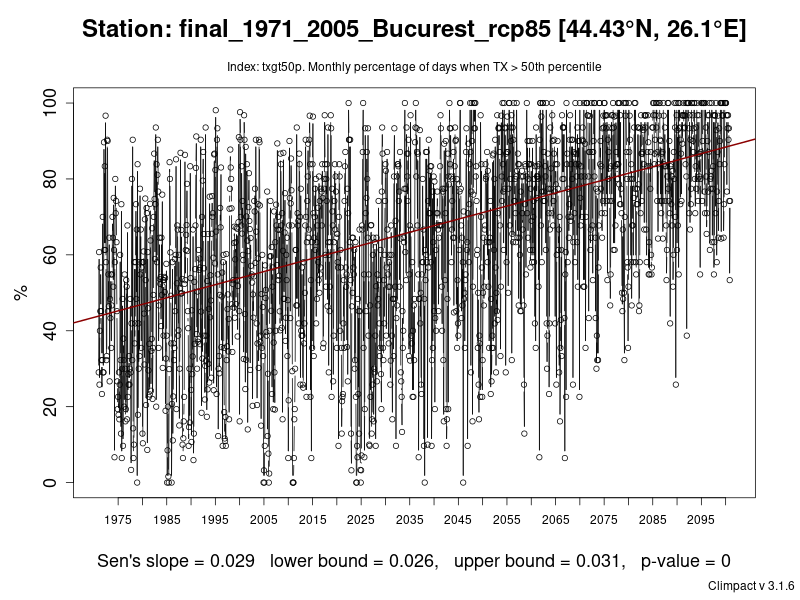 Station: final_1971_2005_Bucurest_rcp85 [44.43°N, 26.1°E]
Index: txgt50p. Monthly percentage of days when TX > 50th percentile
100
80
60
40
20
0
%
1975 1985 1995 2005 2015 2025 2035 2045 2055 2065 2075 2085 2095
Sen's slope = 0.029 lower bound = 0.026, upper bound = 0.031, p-value = 0
Climpact v 3.1.6